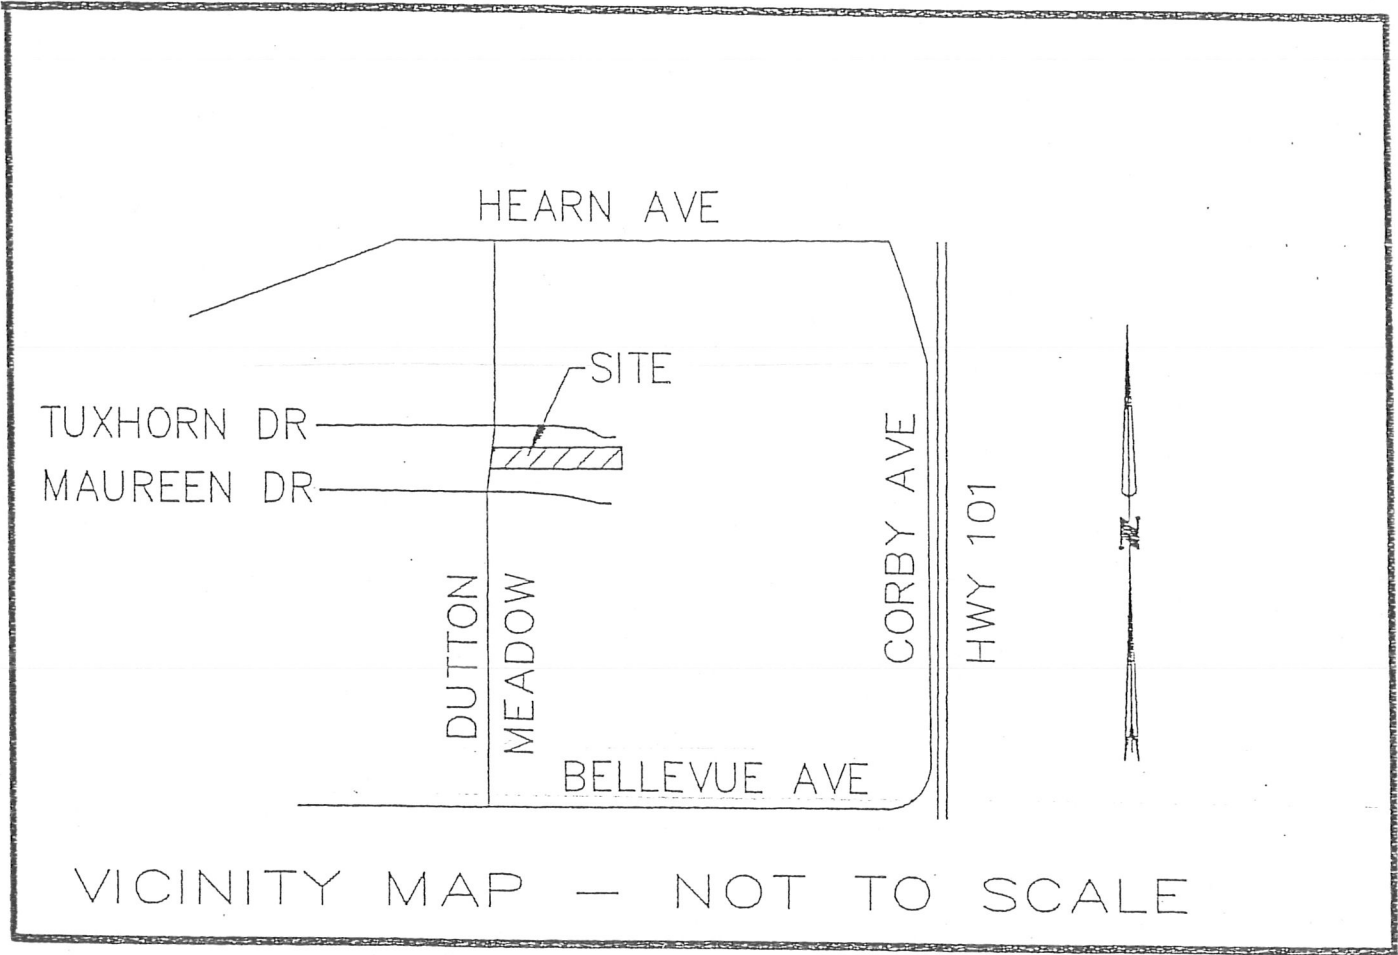 HEARN AVE
SITE
TUXHORN DR
MAUREEN DR
CORBY AVE
HWY 101
DUTTON
MEADOW
BELLEVUE AVE
VICINITY MAP — NOT TO SCALE